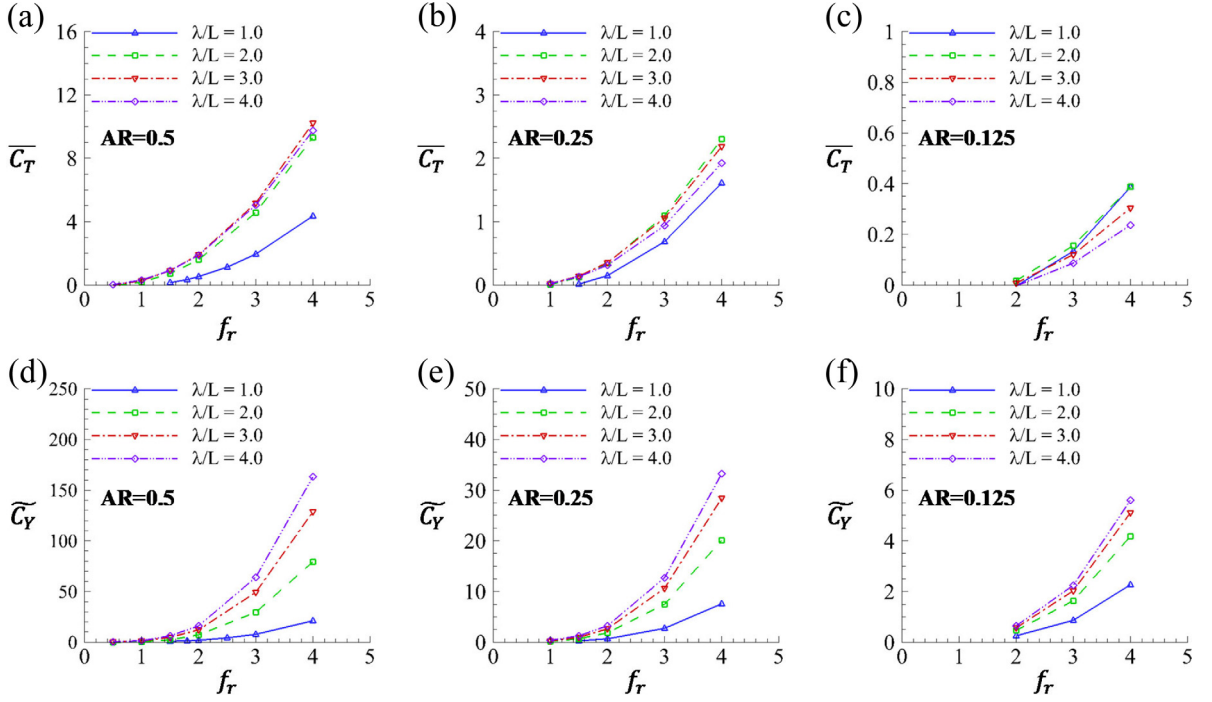 (a)
16
12
8
4
0
0 1 2 3 4 5
λ/L = 1.0
λ/L = 2.0
λ/L = 3.0
λ/L = 4.0
AR=0.5
C_T
f_r
(b)
4
3
2
1
0
0 1 2 3 4 5
λ/L = 1.0
λ/L = 2.0
λ/L = 3.0
λ/L = 4.0
AR=0.25
C_T
f_r
(c)
1
0.8
0.6
0.4
0.2
0
0 1 2 3 4 5
λ/L = 1.0
λ/L = 2.0
λ/L = 3.0
λ/L = 4.0
AR=0.125
C_T
f_r
(d)
250
200
150
100
50
0
0 1 2 3 4 5
λ/L = 1.0
λ/L = 2.0
λ/L = 3.0
λ/L = 4.0
AR=0.5
C_Y
f_r
(e)
50
40
30
20
10
0
0 1 2 3 4 5
λ/L = 1.0
λ/L = 2.0
λ/L = 3.0
λ/L = 4.0
AR=0.25
C_Y
f_r
(f)
10
8
6
4
2
0
0 1 2 3 4 5
λ/L = 1.0
λ/L = 2.0
λ/L = 3.0
λ/L = 4.0
AR=0.125
C_Y
f_r